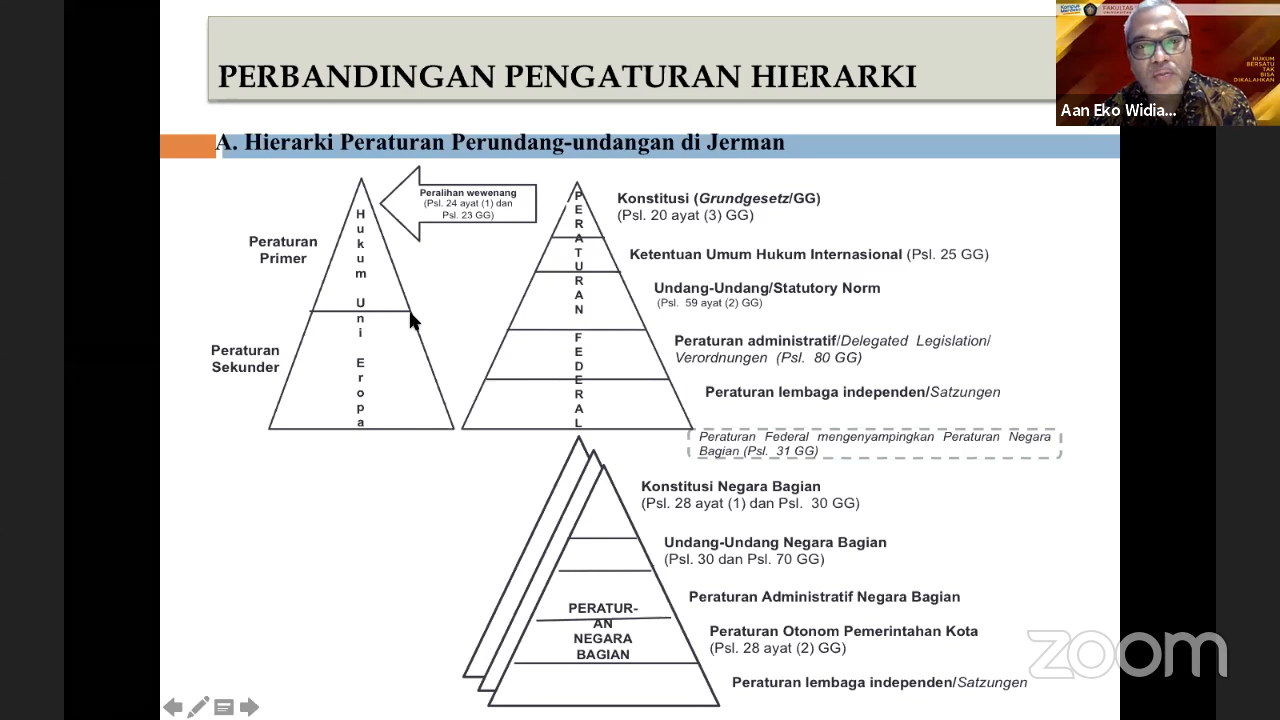 PERBANDINGAN PENGATURAN HIERARKI
FAKULTAS
HUKUM
BERSATU
TAK
BISA
DIKALAHKAN
Aan Eko Widia...
A. Hierarki Peraturan Perundang-undangan di Jerman
Peralihan wewenang
(Psl. 24 ayat (1) dan
Psl. 23 GG)
Hukum Uni Eropa
Peraturan
Primer
Peraturan
Sekunder
PERATURAN FEDERAL
Konstitusi (Grundgesetz/GG)
(Psl. 20 ayat (3) GG)
Ketentuan Umum Hukum Internasional (Psl. 25 GG)
Undang-Undang/Statutory Norm
(Psl. 59 ayat (2) GG)
Peraturan administratif/Delegated Legislation/
Verordnungen (Psl. 80 GG)
Peraturan lembaga independen/Satzungen
Peraturan Federal mengenyampingkan Peraturan Negara
Bagian (Psl. 31 GG)
Konstitusi Negara Bagian
(Psl. 28 ayat (1) dan Psl. 30 GG)
Undang-Undang Negara Bagian
(Psl. 30 dan Psl. 70 GG)
Peraturan Administratif Negara Bagian
PERATUR-
AN
NEGARA
BAGIAN
Peraturan Otonom Pemerintahan Kota
(Psl. 28 ayat (2) GG)
Peraturan lembaga independen/Satzungen
zoom